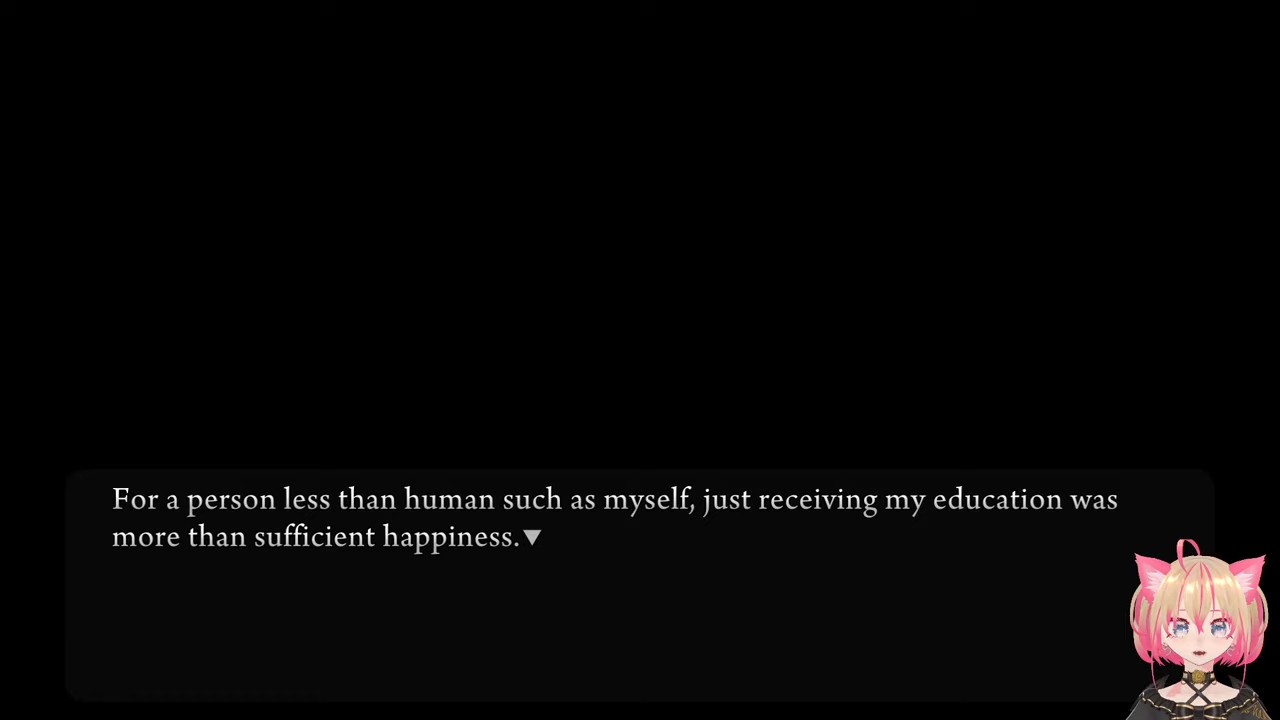 For a person less than human such as myself, just receiving my education was
more than sufficient happiness.▼